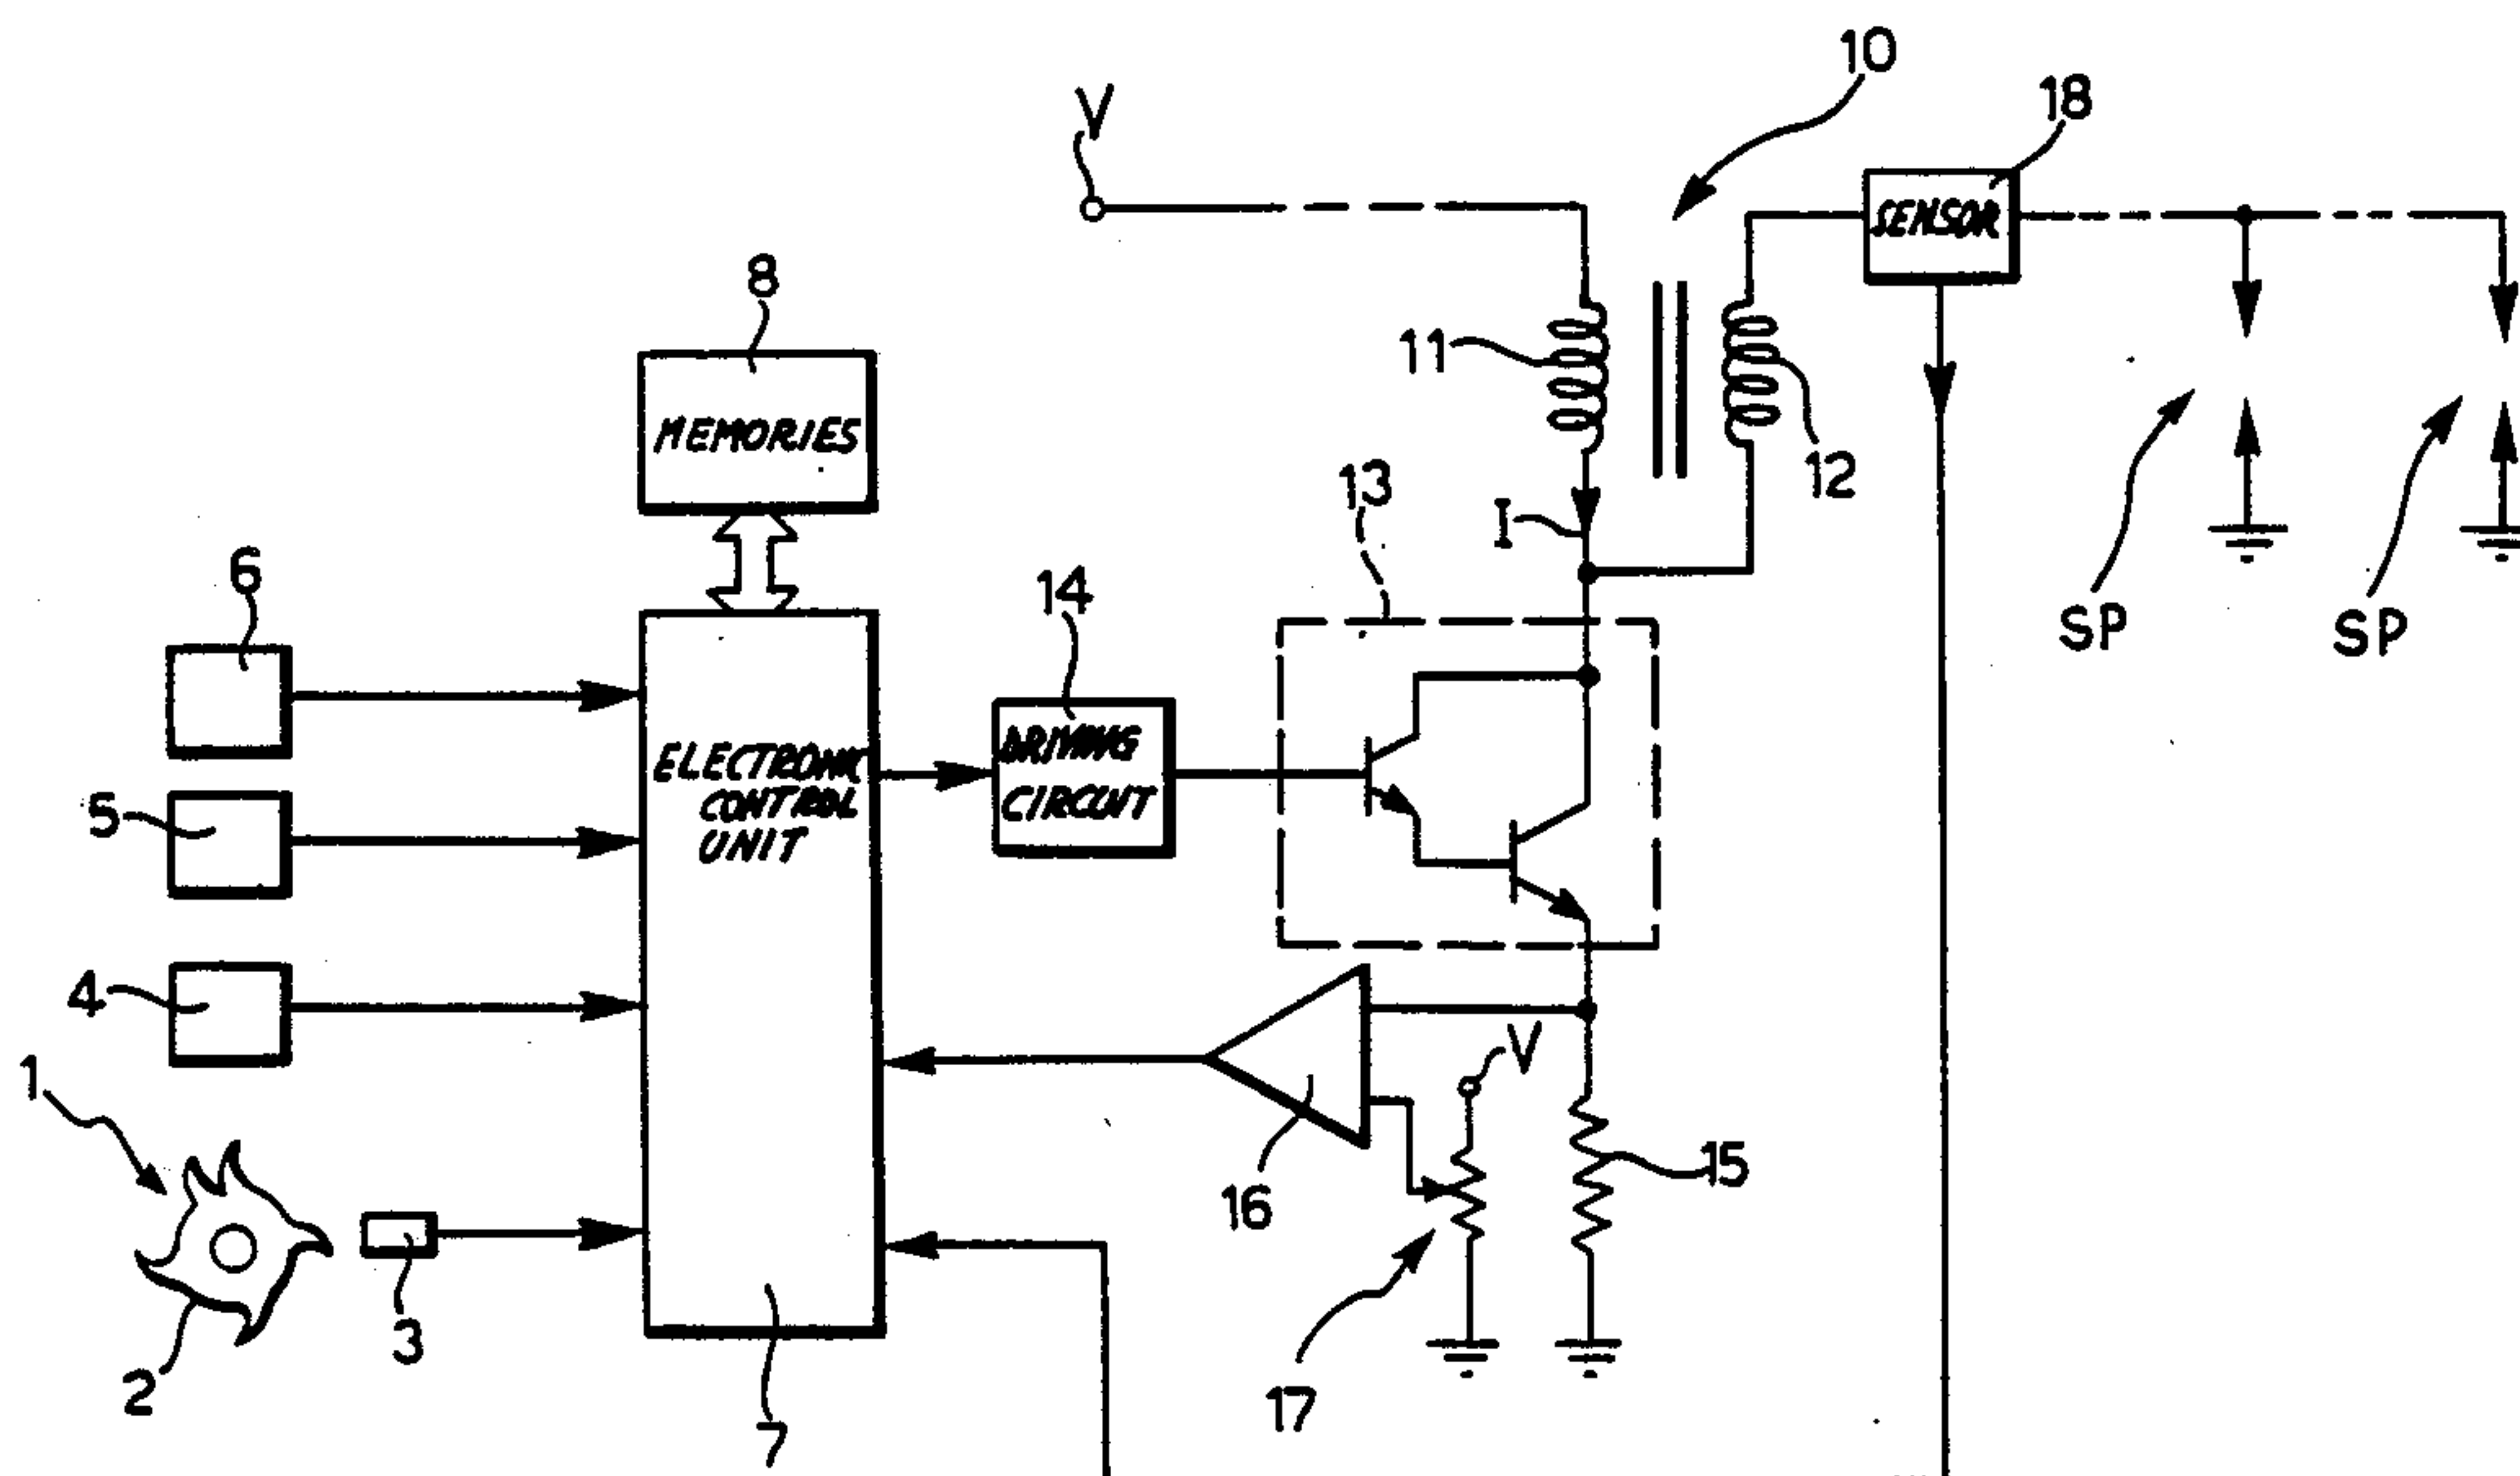 10
V
18
SENSOR
8
11
MEMORIES
12
13
I
6
14
SP
SP
DRIVING
CIRCUIT
ELECTRONIC
CONTROL
UNIT
5
4
V
1
15
16
3
2
17
7